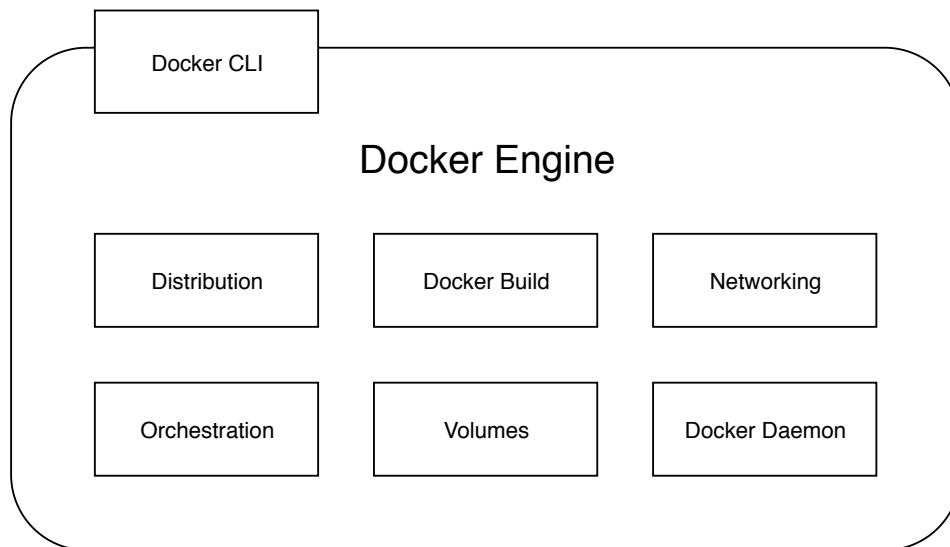 Docker CLI
Docker Engine
Distribution
Docker Build
Networking
Orchestration
Volumes
Docker Daemon